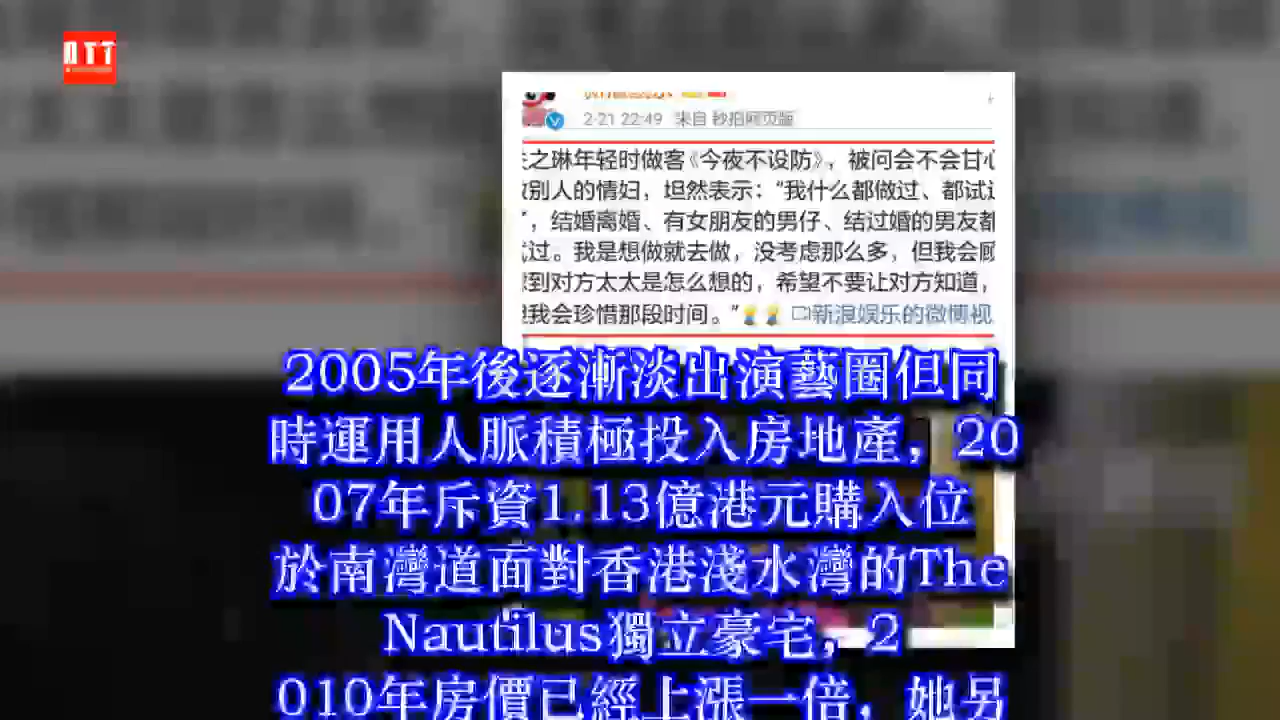 OTT
2-21 22:49 来自 秒拍网页版
之琳年轻时做客《今夜不设防》，被问会不会甘心
别人的情妇，坦然表示：“我什么都做过、都试过
”，结婚离婚、有女朋友的男仔、结过婚的男友都
过。我是想做就去做，没考虑那么多，但我会顾
到对方太太是怎么想的，希望不要让对方知道，
我会珍惜那段时间。” 新浪娱乐的微博视
2005年後逐漸淡出演藝圈但同
時運用人脈積極投入房地產，20
07年斥資1.13億港元購入位
於南灣道面對香港淺水灣的The
Nautilus獨立豪宅，2
010年房價已經上漲一倍，她另